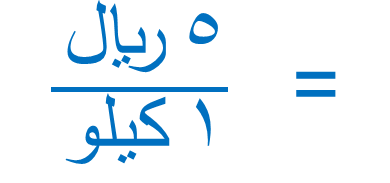 = ٥ ريال
١ كيلو